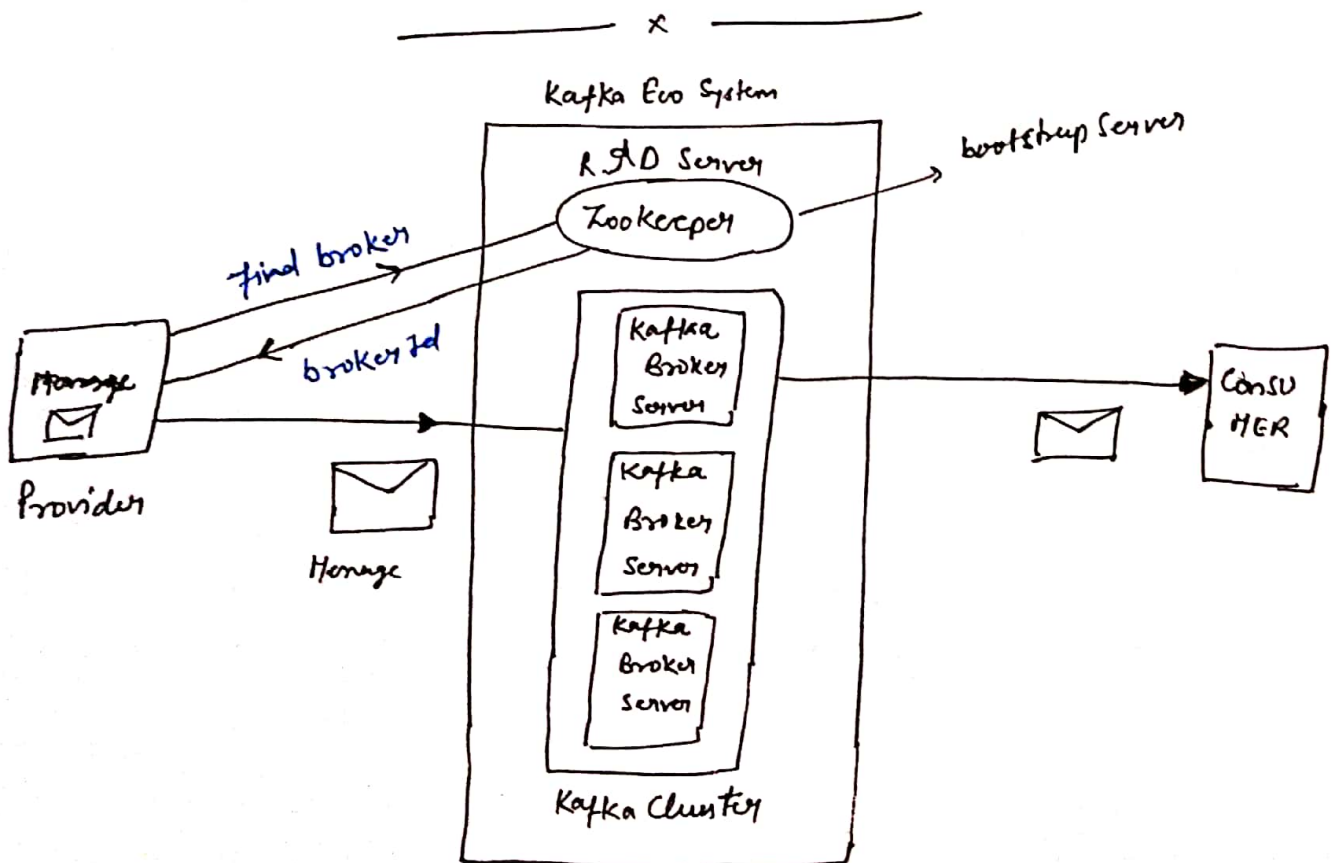 x
Kafka Eco System
R & D Server
Zookeeper
bootstrap Server
Find broker
broker Id
Message
Provider
Message
Kafka
Broker
Server
Kafka
Broker
Server
Kafka
Broker
Server
Kafka Cluster
Consu
MER